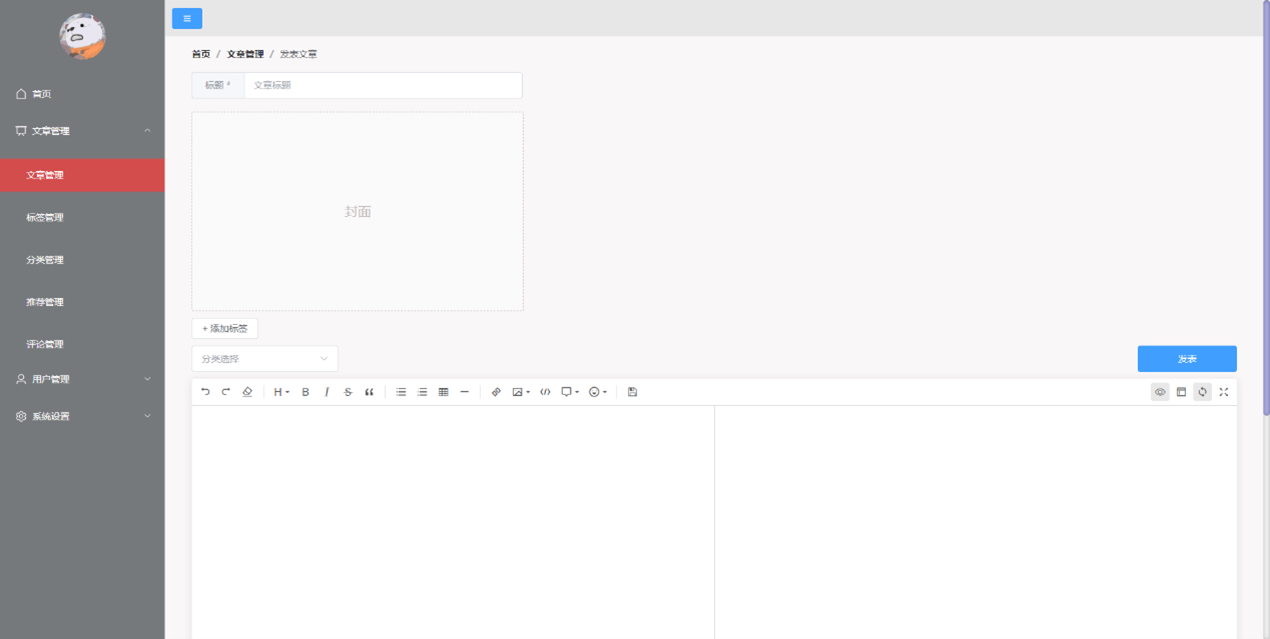 首页
文章管理
文章管理
标签管理
分类管理
推荐管理
评论管理
用户管理
系统设置
首页 / 文章管理 / 发表文章
标题 * 文章标题
封面
+ 添加标签
分类选择
发表
H B I S